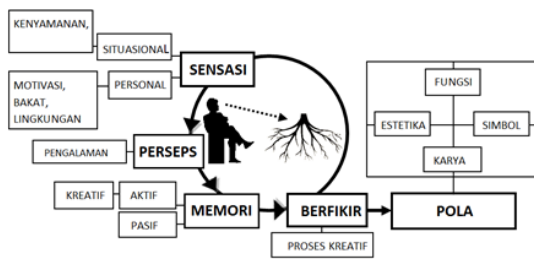 KENYAMANAN,
SITUASIONAL
SENSASI
MOTIVASI,
BAKAT,
LINGKUNGAN
PERSONAL
PENGALAMAN
PERSEPS
KREATIF
AKTIF
PASIF
MEMORI
BERFIKIR
PROSES KREATIF
POLA
FUNGSI
ESTETIKA
SIMBOL
KARYA